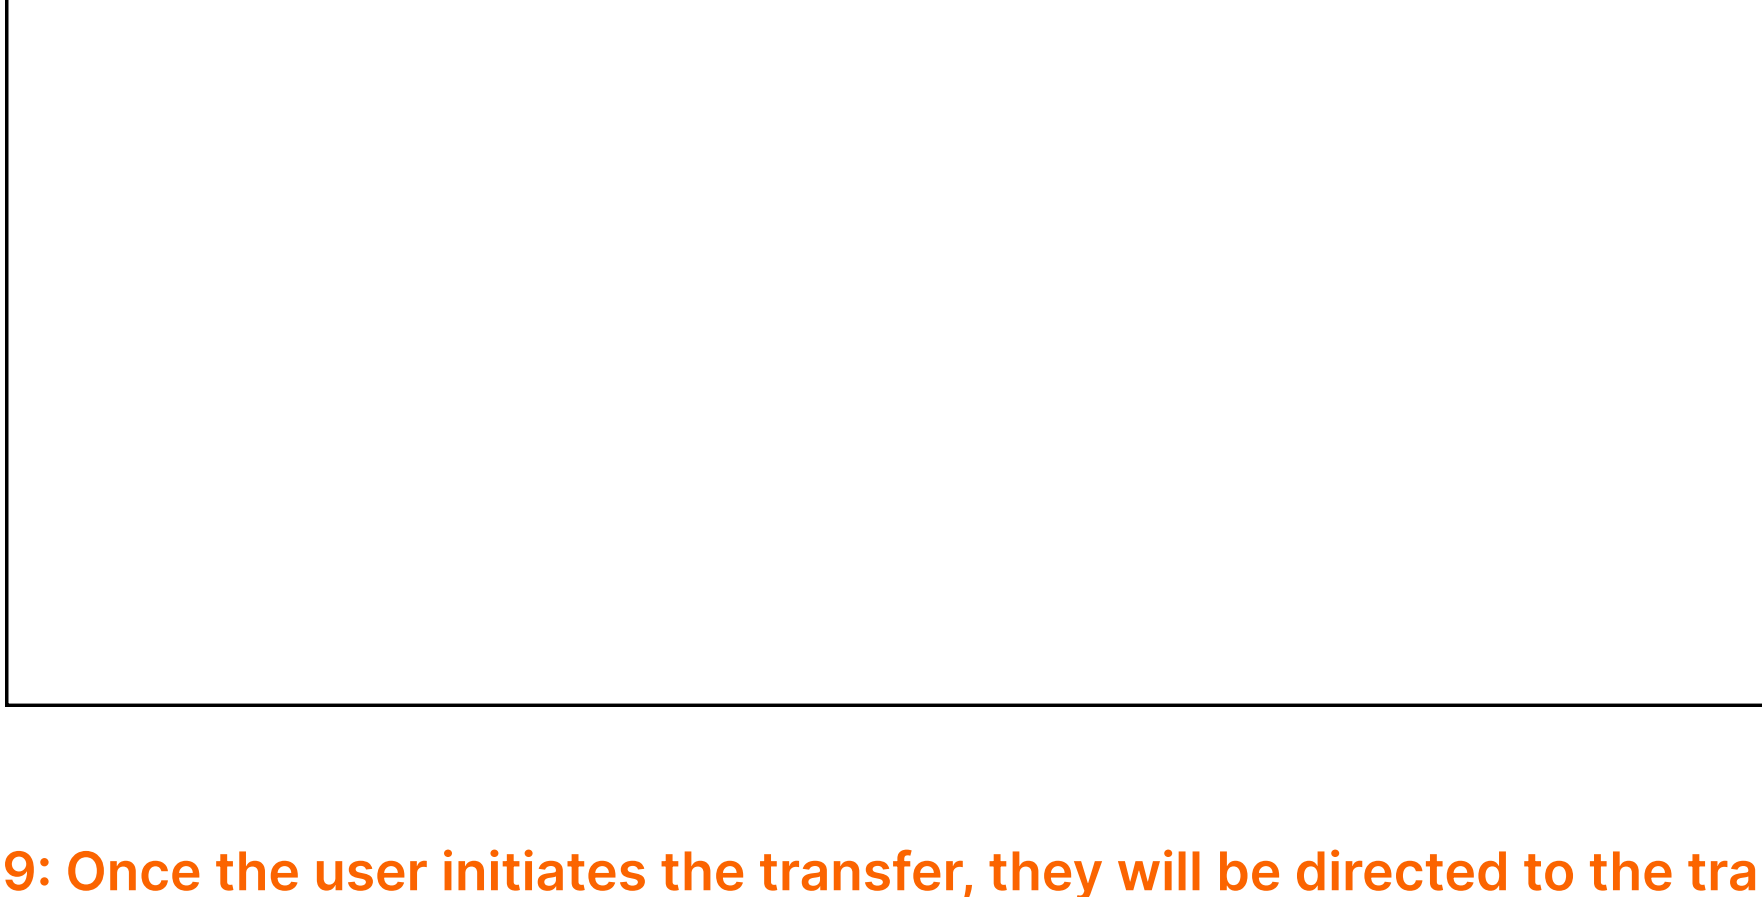 9: Once the user initiates the transfer, they will be directed to the tra